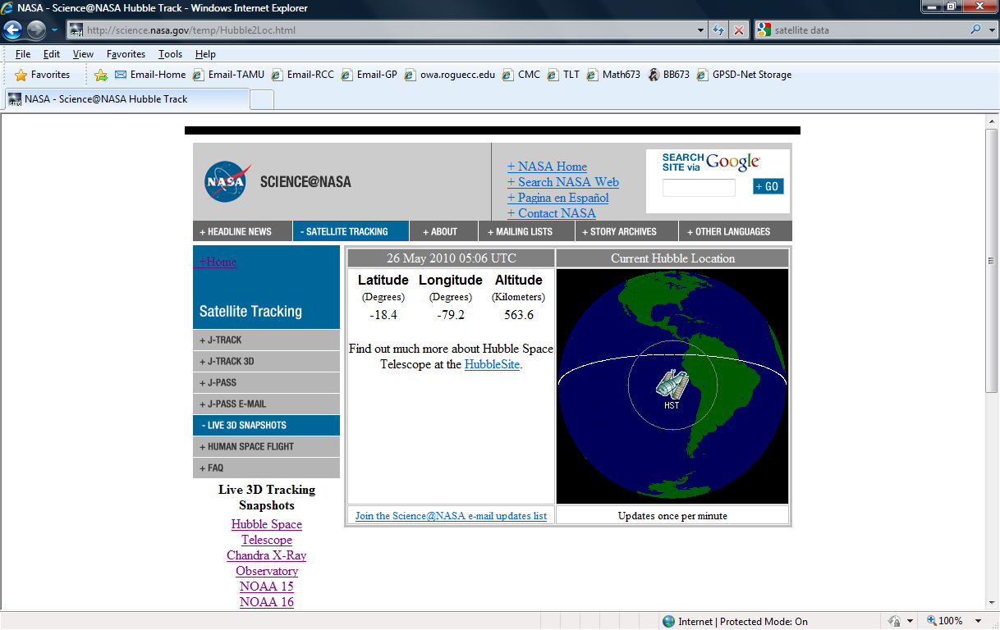 NASA - Science@NASA Hubble Track - Windows Internet Explorer
http://science.nasa.gov/temp/Hubble2Loc.html
satellite data
File Edit View Favorites Tools Help
Favorites Email-Home Email-TAMU Email-RCC Email-GP owa.roguecc.edu CMC TLT Math673 BB673 GPSD-Net Storage
NASA - Science@NASA Hubble Track
NASA
SCIENCE@NASA
+ NASA Home
+ Search NASA Web
+ Pagina en Español
+ Contact NASA
SEARCH
SITE via Google
+ GO
+ HEADLINE NEWS - SATELLITE TRACKING + ABOUT + MAILING LISTS + STORY ARCHIVES + OTHER LANGUAGES
+Home
Satellite Tracking
+ J-TRACK
+ J-TRACK 3D
+ J-PASS
+ J-PASS E-MAIL
- LIVE 3D SNAPSHOTS
+ HUMAN SPACE FLIGHT
+ FAQ
Live 3D Tracking
Snapshots
Hubble Space
Telescope
Chandra X-Ray
Observatory
NOAA 15
NOAA 16
26 May 2010 05:06 UTC
Latitude Longitude Altitude
(Degrees) (Degrees) (Kilometers)
-18.4 -79.2 563.6
Find out much more about Hubble Space
Telescope at the HubbleSite.
Join the Science@NASA e-mail updates list
Current Hubble Location
HST
Updates once per minute
Internet | Protected Mode: On
100%